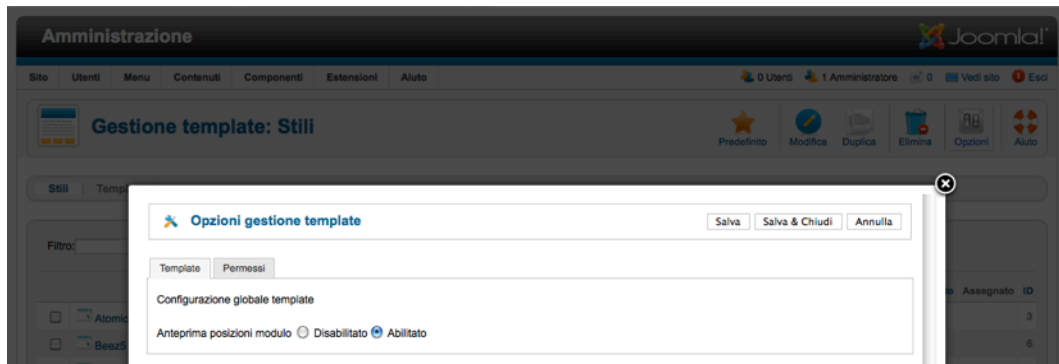 Amministrazione Joomla!
Sito Utenti Menu Contenuti Componenti Estensioni Aiuto 0 Utenti 1 Amministratore 0 Vedi sito Esci
Gestione template: Stili
Predefinito Modifica Duplica Elimina Opzioni Aiuto
Stili
Opzioni gestione template Salva Salva & Chiudi Annulla
Filtro:
Template Permessi
Configurazione globale template
Assegnato ID
Atomic 3
Anteprima posizioni modulo Disabilitato Abilitato
Beez5 6